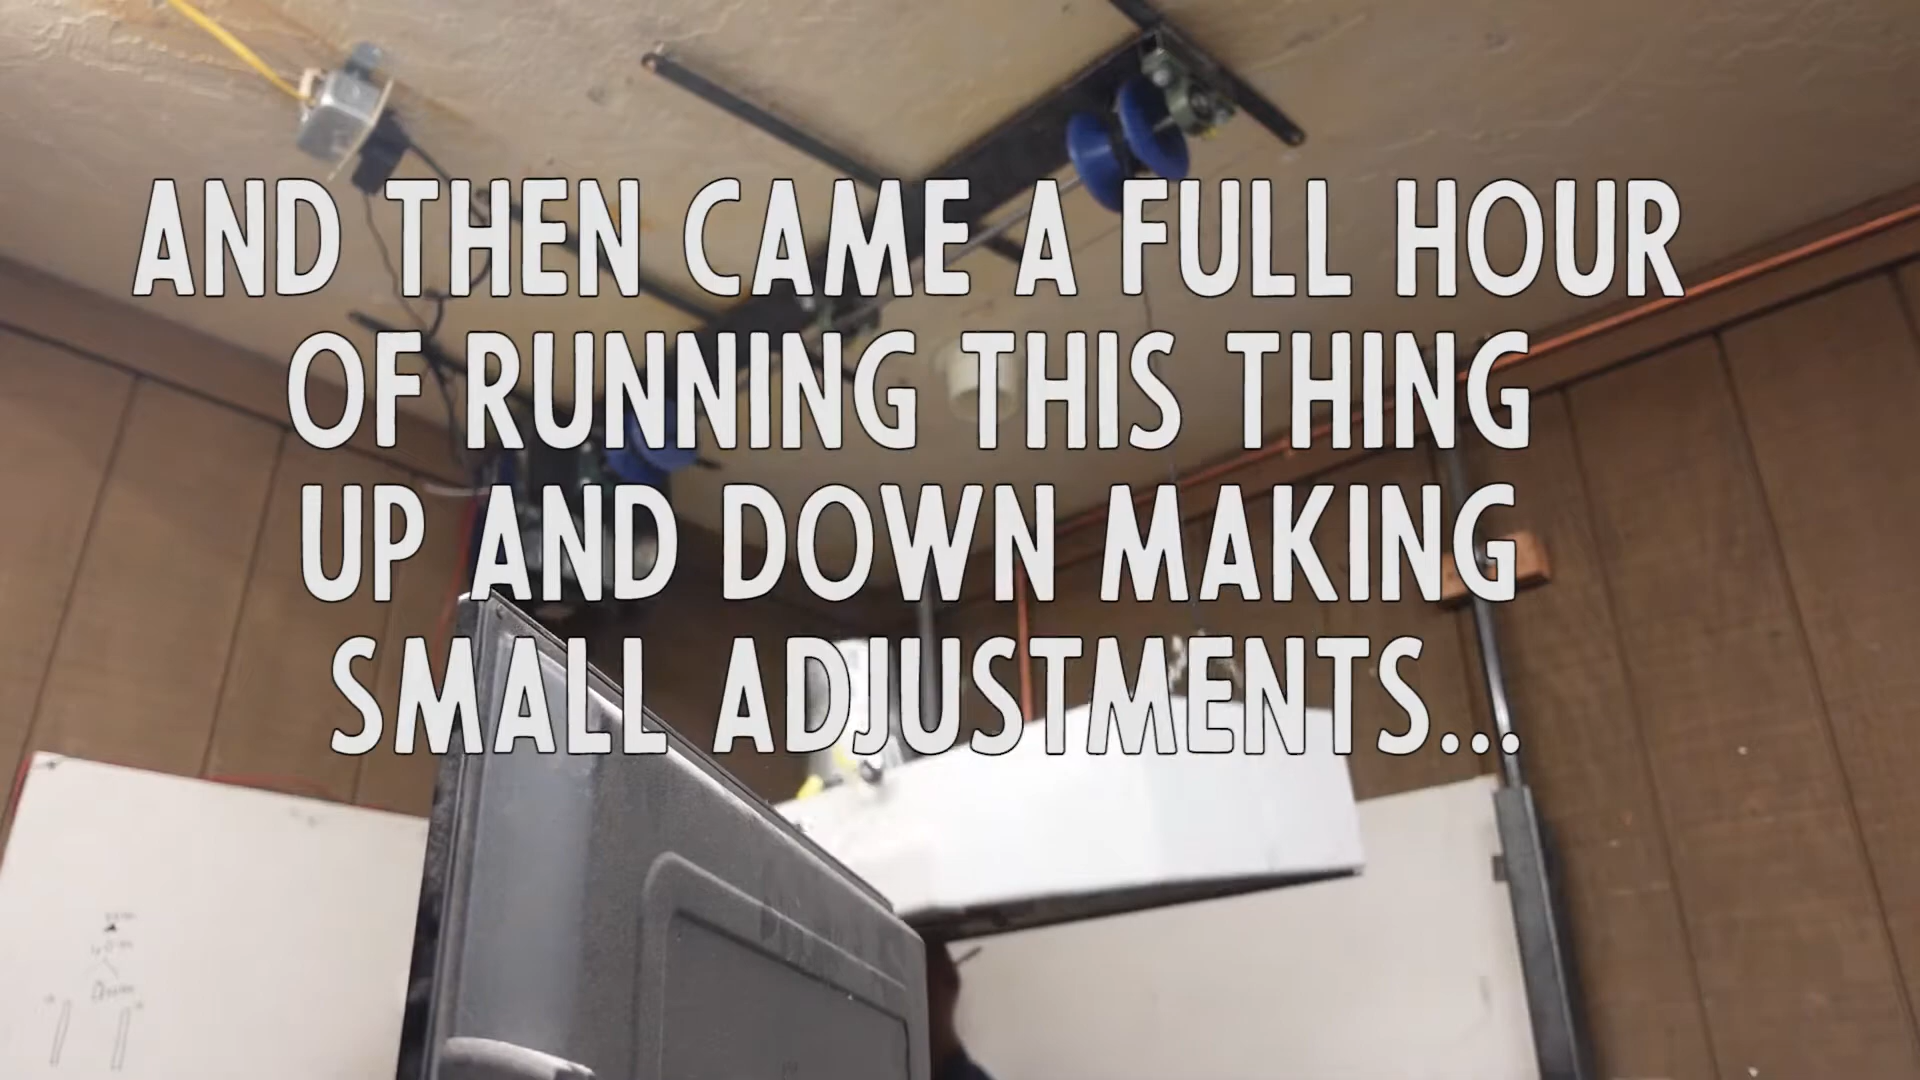 AND THEN CAME A FULL HOUR
OF RUNNING THIS THING
UP AND DOWN MAKING
SMALL ADJUSTMENTS...